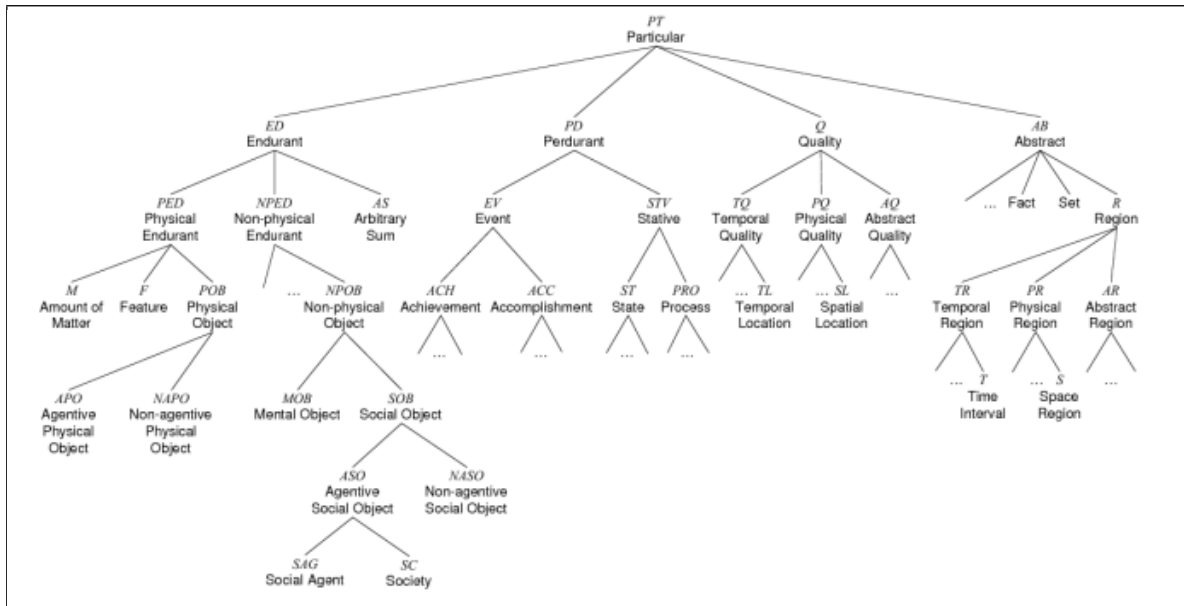 PT
Particular
ED PD Q AB
Endurant Perdurant Quality Abstract
PED NPED AS EV STV TQ PQ AQ ... Fact Set R
Physical Non-physical Arbitrary Event Stative Temporal Physical Abstract Region
Endurant Endurant Sum Quality Quality Quality
M F POB ... NPOB ACH ACC ST PRO ... TL ... SL ... TR PR AR
Amount of Feature Physical Non-physical Achievement Accomplishment State Process Temporal Spatial Temporal Physical Abstract
Matter Object Object Location Location Region Region Region
... ... ... ...
... T ... S ...
APO NAPO MOB SOB Time Space
Agentive Non-agentive Mental Object Social Object Interval Region
Physical Physical
Object Object
ASO NASO
Agentive Non-agentive
Social Object Social Object
SAG SC
Social Agent Society